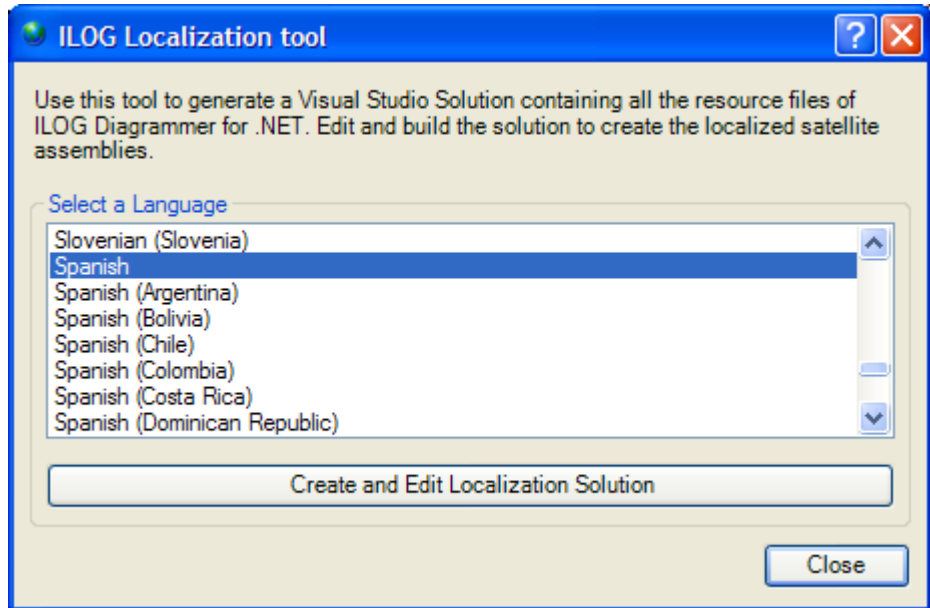 ILOG Localization tool
Use this tool to generate a Visual Studio Solution containing all the resource files of
ILOG Diagrammer for .NET. Edit and build the solution to create the localized satellite
assemblies.
Select a Language
Slovenian (Slovenia)
Spanish
Spanish (Argentina)
Spanish (Bolivia)
Spanish (Chile)
Spanish (Colombia)
Spanish (Costa Rica)
Spanish (Dominican Republic)
Create and Edit Localization Solution
Close